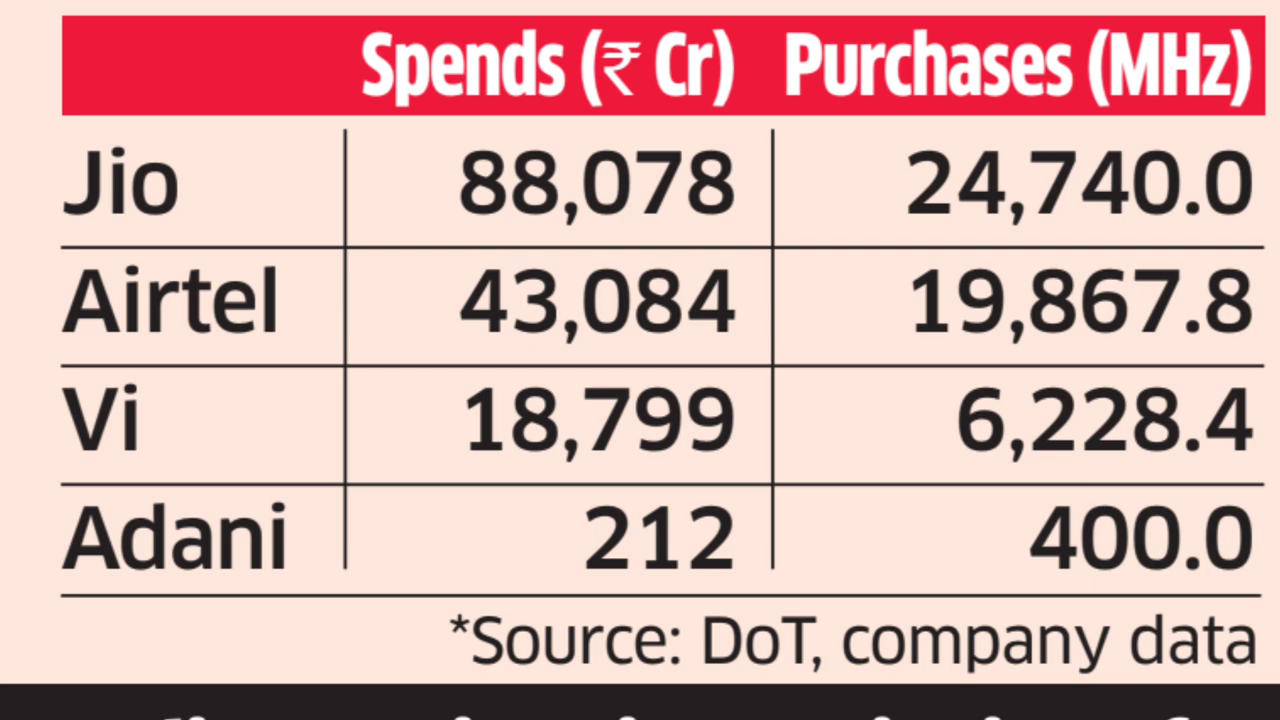 Spends (₹ Cr) Purchases (MHz)
Jio 88,078 24,740.0
Airtel 43,084 19,867.8
Vi 18,799 6,228.4
Adani 212 400.0
*Source: DoT, company data